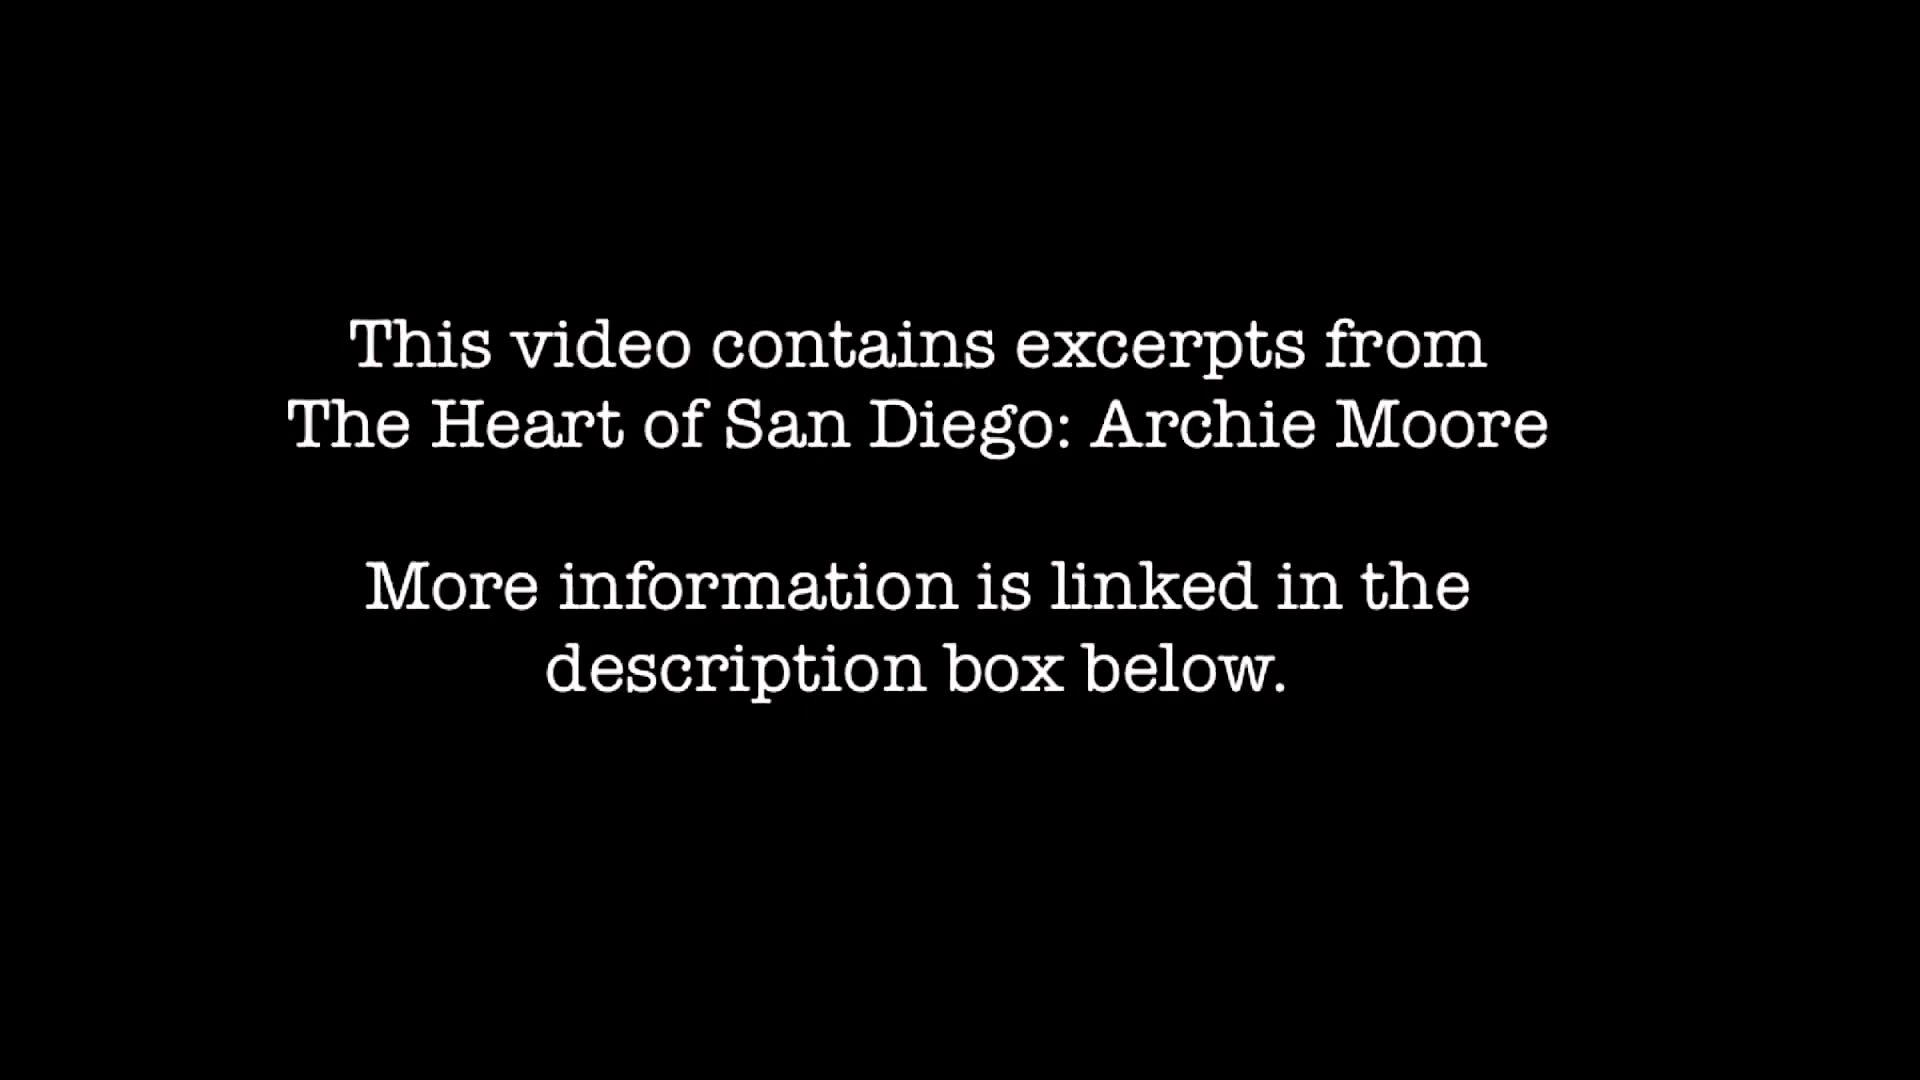 This video contains excerpts from
The Heart of San Diego: Archie Moore
More information is linked in the
description box below.